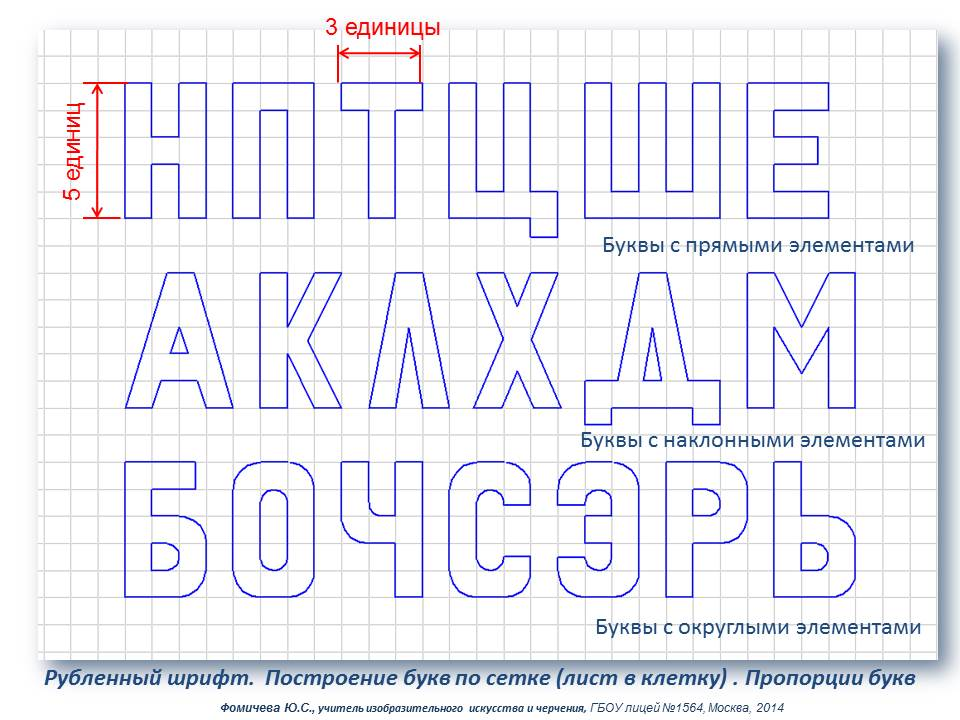 3 единицы
5 единиц
НПТЦШЕ
Буквы с прямыми элементами
АКЛХДМ
Буквы с наклонными элементами
БОЧСЭРЬ
Буквы с округлыми элементами
Рубленный шрифт. Построение букв по сетке (лист в клетку) . Пропорции букв
Фомичева Ю.С., учитель изобразительного искусства и черчения, ГБОУ лицей №1564, Москва, 2014